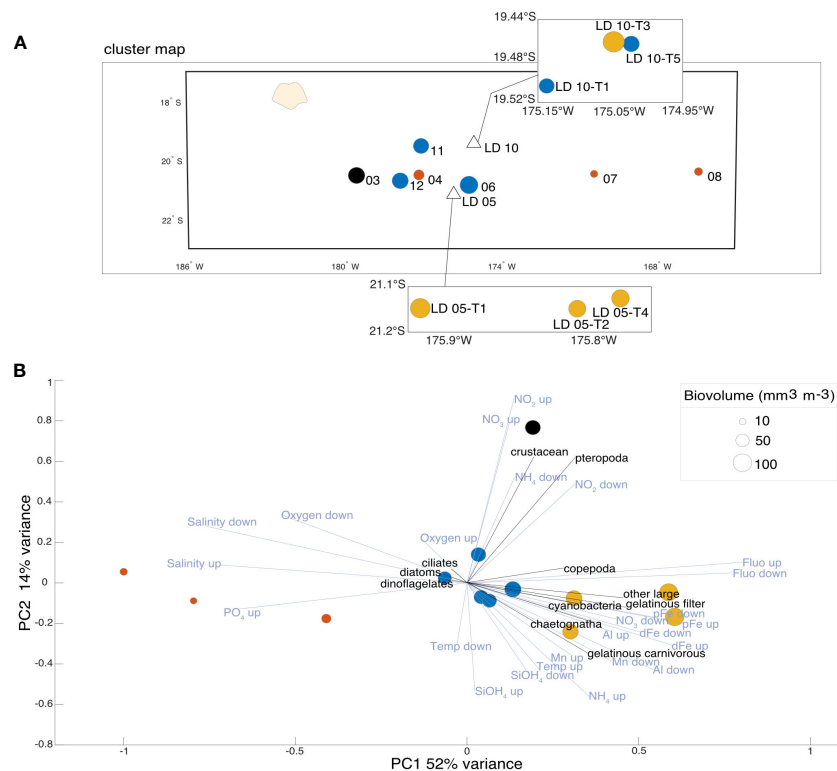 A
cluster map
19.44°S
19.48°S
19.52°S
LD 10-T3
LD 10-T5
LD 10-T1
175.15°W
175.05°W
174.95°W
18° S
20° S
22° S
11
LD 10
03
12
04
06
LD 05
07
08
186° W
180° W
174° W
168° W
21.1°S
21.2°S
LD 05-T1
LD 05-T4
LD 05-T2
175.9°W
175.8°W
B
Biovolume (mm3 m-3)
10
50
100
PC2 14% variance
1
0.8
0.6
0.4
0.2
0
-0.2
-0.4
-0.6
-0.8
NO2 up
NO3 up
crustacean
pteropoda
NH4 down
NO2 down
Oxygen down
Salinity down
Oxygen up
Salinity up
ciliates
diatoms
dinoflagelates
copepoda
Fluo up
Fluo down
PO4 up
other large
cyanobacteria
gelatinous filter
pFe down
NO3 down
pFe up
chaetognatha
Al up
dFe down
dFe up
Temp down
gelatinous carnivorous
Mn up
Mn down
Temp up
Al down
SiOH4 down
SiOH4 up
NH4 up
-1
-0.5
0
0.5
1
PC1 52% variance